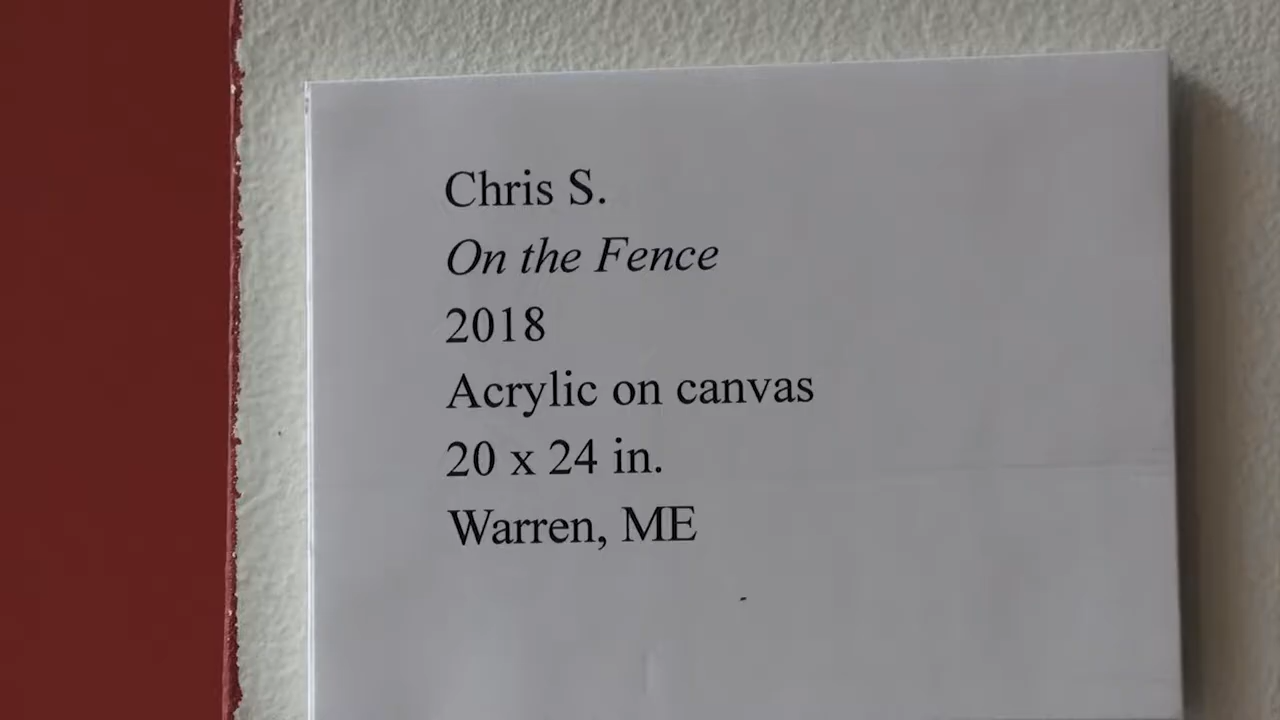 Chris S.
On the Fence
2018
Acrylic on canvas
20 x 24 in.
Warren, ME